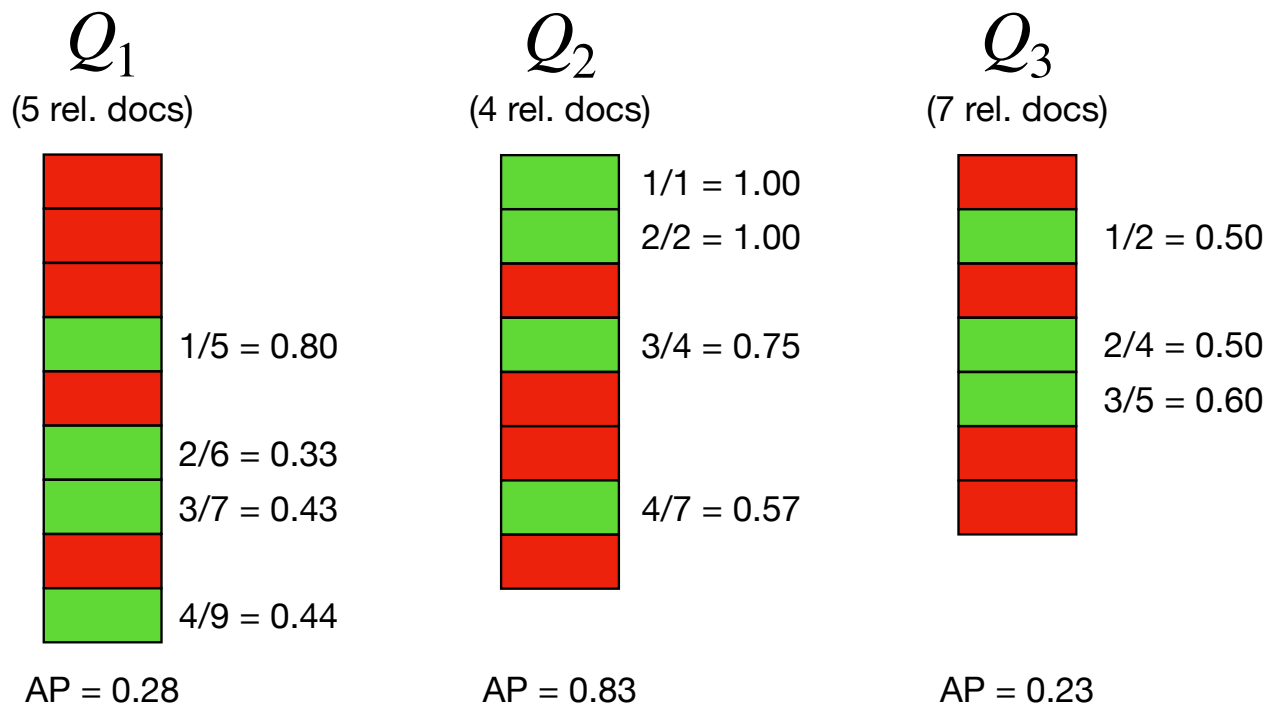 Q1
(5 rel. docs)
1/5 = 0.80
2/6 = 0.33
3/7 = 0.43
4/9 = 0.44
AP = 0.28
Q2
(4 rel. docs)
1/1 = 1.00
2/2 = 1.00
3/4 = 0.75
4/7 = 0.57
AP = 0.83
Q3
(7 rel. docs)
1/2 = 0.50
2/4 = 0.50
3/5 = 0.60
AP = 0.23